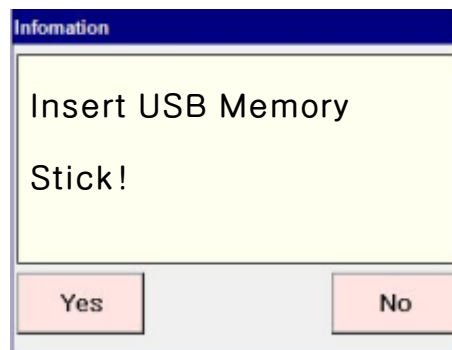 Infomation
Insert USB Memory
Stick!
Yes
No